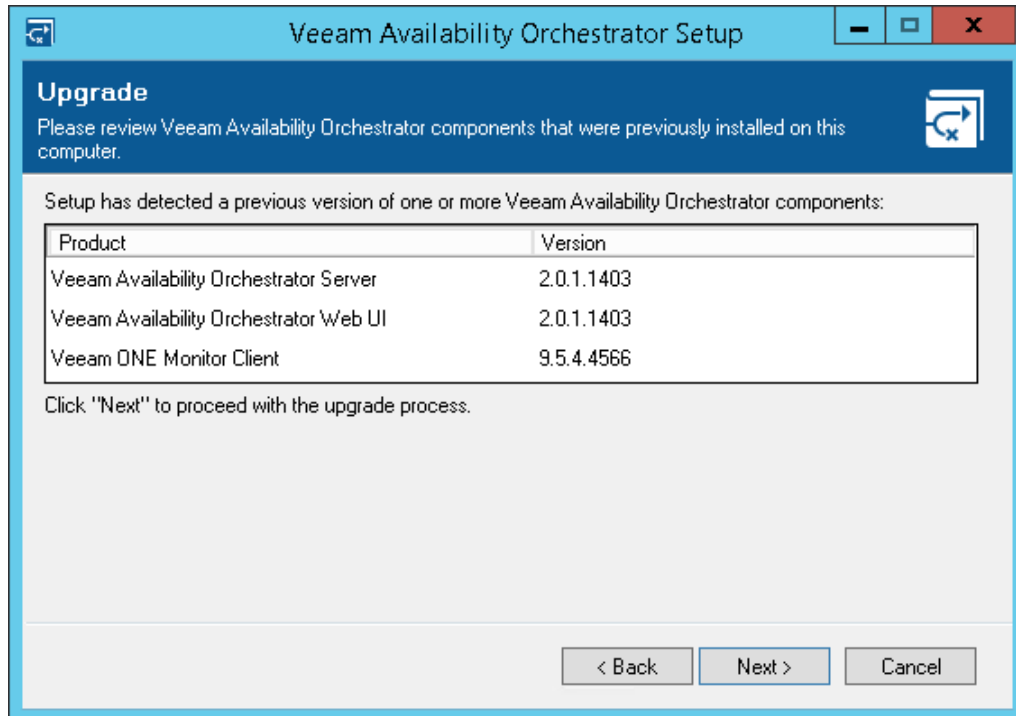 Veeam Availability Orchestrator Setup
Upgrade
Please review Veeam Availability Orchestrator components that were previously installed on this
computer.
Setup has detected a previous version of one or more Veeam Availability Orchestrator components:
Product Version
Veeam Availability Orchestrator Server 2.0.1.1403
Veeam Availability Orchestrator Web UI 2.0.1.1403
Veeam ONE Monitor Client 9.5.4.4566
Click "Next" to proceed with the upgrade process.
< Back Next > Cancel